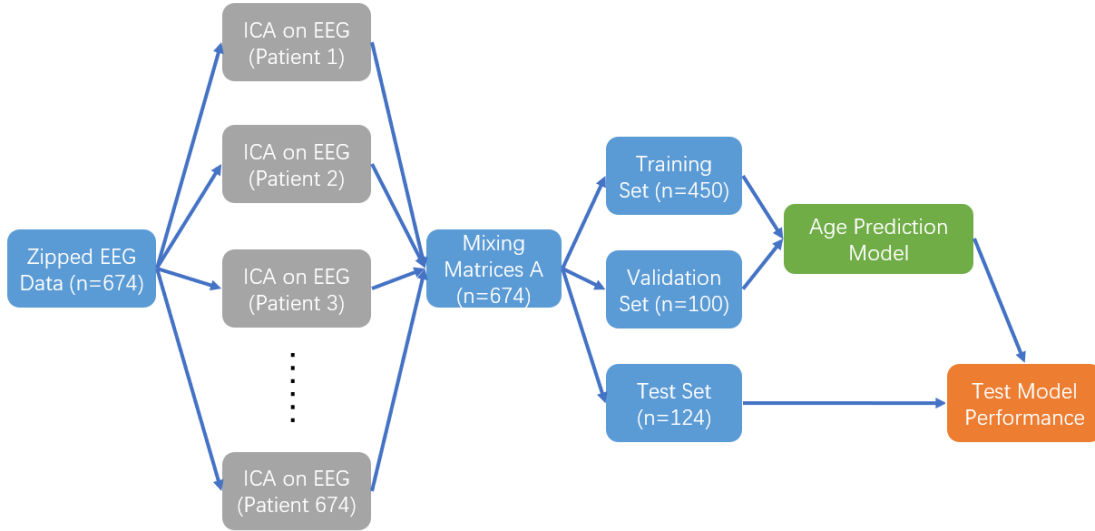 Zipped EEG
Data (n=674)
ICA on EEG
(Patient 1)
ICA on EEG
(Patient 2)
ICA on EEG
(Patient 3)
ICA on EEG
(Patient 674)
Mixing
Matrices A
(n=674)
Training
Set (n=450)
Validation
Set (n=100)
Test Set
(n=124)
Age Prediction
Model
Test Model
Performance